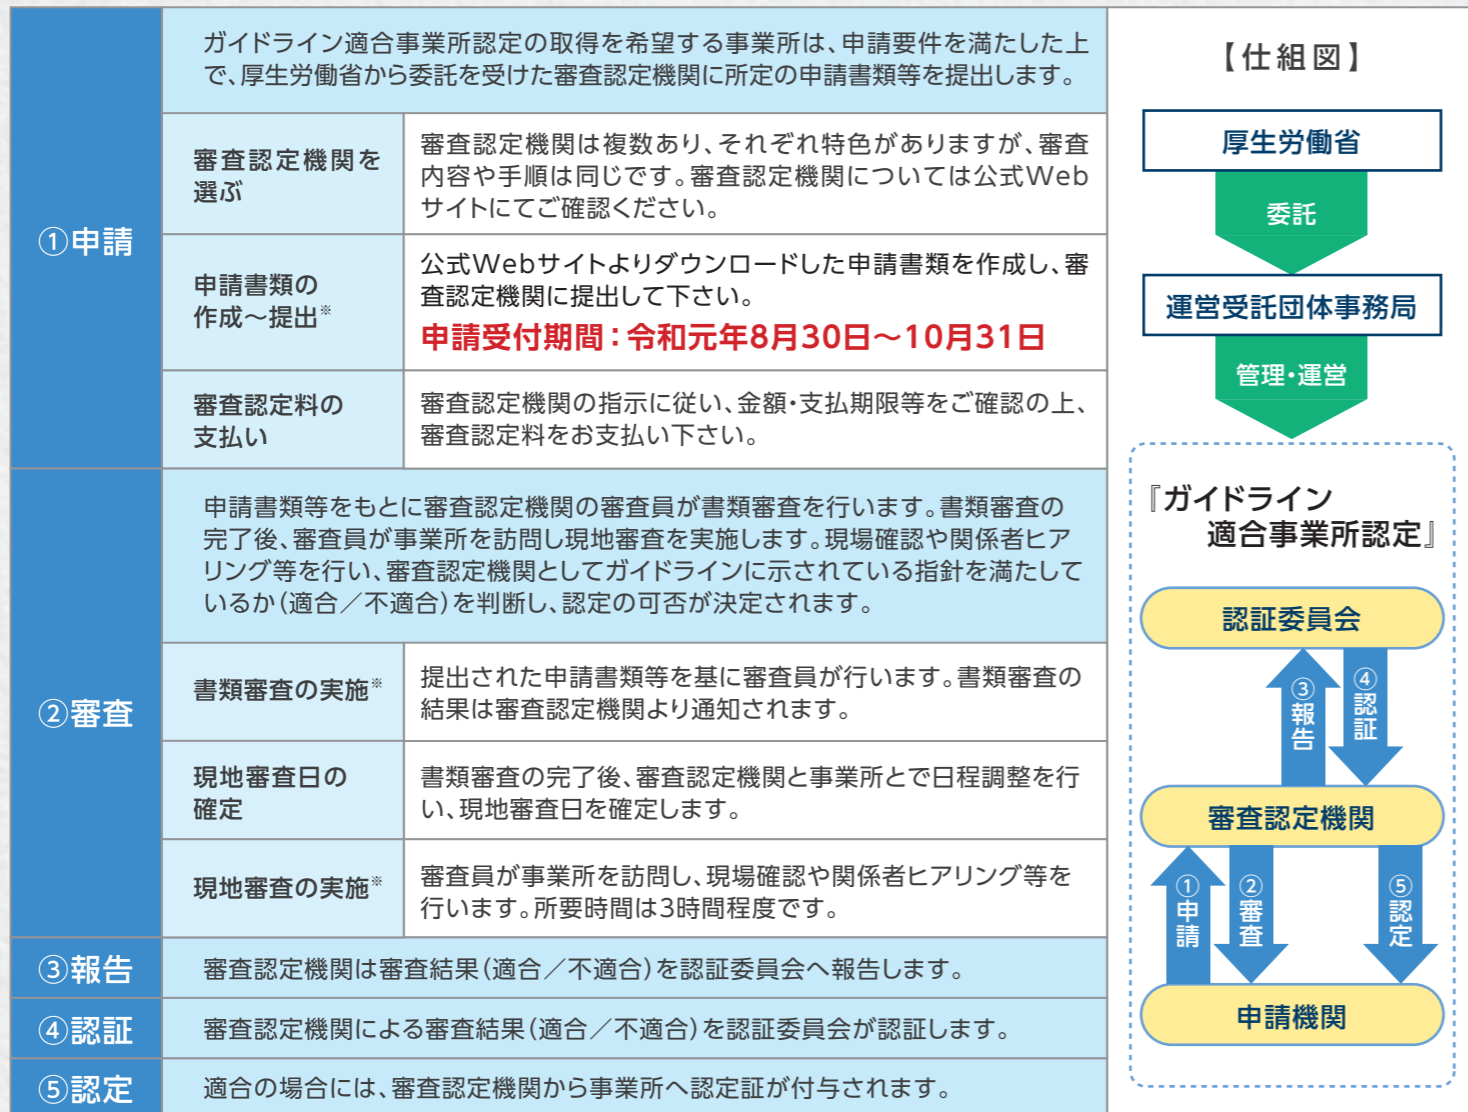 ①申請
ガイドライン適合事業所認定の取得を希望する事業所は、申請要件を満たした上
で、厚生労働省から委託を受けた審査認定機関に所定の申請書類等を提出します。
審査認定機関を
選ぶ
審査認定機関は複数あり、それぞれ特色がありますが、審査
内容や手順は同じです。審査認定機関については公式Web
サイトにてご確認ください。
申請書類の
作成～提出※
公式Webサイトよりダウンロードした申請書類を作成し、審
査認定機関に提出して下さい。
申請受付期間：令和元年8月30日～10月31日
審査認定料の
支払い
審査認定機関の指示に従い、金額・支払期限等をご確認の上、
審査認定料をお支払い下さい。
②審査
申請書類等をもとに審査認定機関の審査員が書類審査を行います。書類審査の
完了後、審査員が事業所を訪問し現地審査を実施します。現場確認や関係者ヒア
リング等を行い、審査認定機関としてガイドラインに示されている指針を満たして
いるか（適合／不適合）を判断し、認定の可否が決定されます。
書類審査の実施※
提出された申請書類等を基に審査員が行います。書類審査の
結果は審査認定機関より通知されます。
現地審査日の
確定
書類審査の完了後、審査認定機関と事業所とで日程調整を行
い、現地審査日を確定します。
現地審査の実施※
審査員が事業所を訪問し、現場確認や関係者ヒアリング等を
行います。所要時間は3時間程度です。
③報告
審査認定機関は審査結果（適合／不適合）を認証委員会へ報告します。
④認証
審査認定機関による審査結果（適合／不適合）を認証委員会が認証します。
⑤認定
適合の場合には、審査認定機関から事業所へ認定証が付与されます。
【仕組図】
厚生労働省
委託
運営受託団体事務局
管理・運営
『ガイドライン
適合事業所認定』
認証委員会
③報告
④認証
審査認定機関
①申請
②審査
⑤認定
申請機関